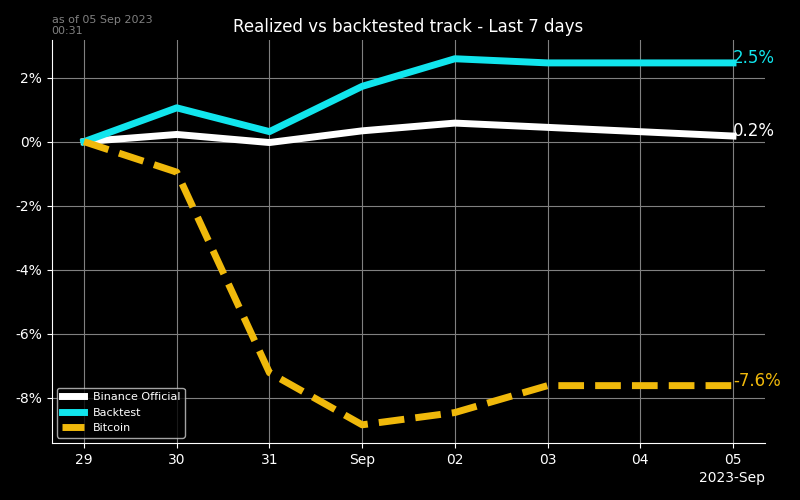 as of 05 Sep 2023
00:31
Realized vs backtested track - Last 7 days
2%
0%
-2%
-4%
-6%
-8%
2.5%
0.2%
-7.6%
Binance Official
Backtest
Bitcoin
29 30 31 Sep 02 03 04 05
2023-Sep